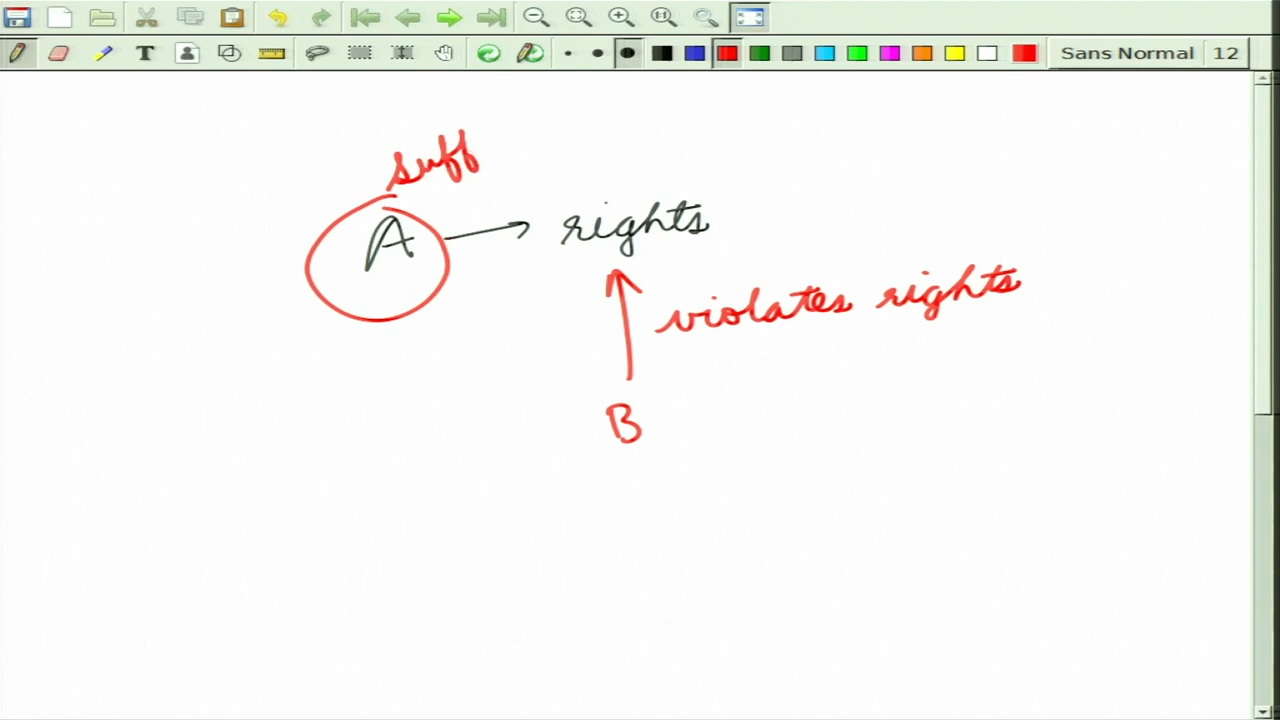 Sans Normal 12
suff
A → rights
violates rights
B